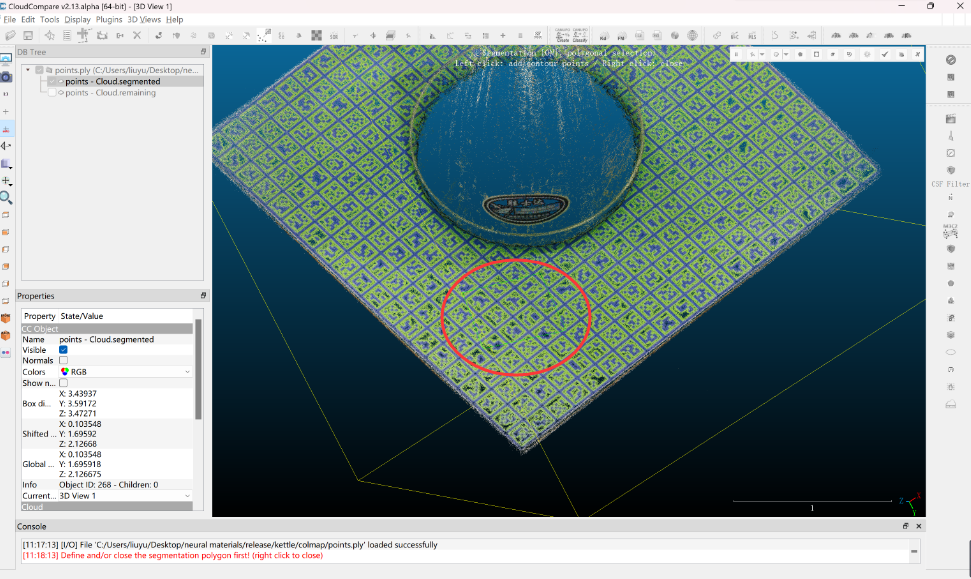 CloudCompare v2.13.alpha [64-bit] - [3D View 1]
File Edit Tools Display Plugins 3D Views Help
DB Tree
points.ply (C:/Users/liuyu/Desktop/ne...
points - Cloud.segmented
points - Cloud.remaining
Segmentation [ON] (polygonal selection)
Left click: add contour points / Right click: close
CSF Filter
Properties
Property State/Value
CC Object
Name points - Cloud.segmented
Visible
Normals
Colors RGB
Show n...
Box di... X: 3.43937
Y: 3.59172
Z: 3.47271
Shifted ... X: 0.103548
Y: 1.69592
Z: 2.12668
Global ... X: 0.103548
Y: 1.695918
Z: 2.126675
Info Object ID: 268 - Children: 0
Current... 3D View 1
Cloud
1
Z
X
Console
[11:17:13] [I/O] File 'C:/Users/liuyu/Desktop/neural materials/release/kettle/colmap/points.ply' loaded successfully
[11:18:13] Define and/or close the segmentation polygon first! (right click to close)